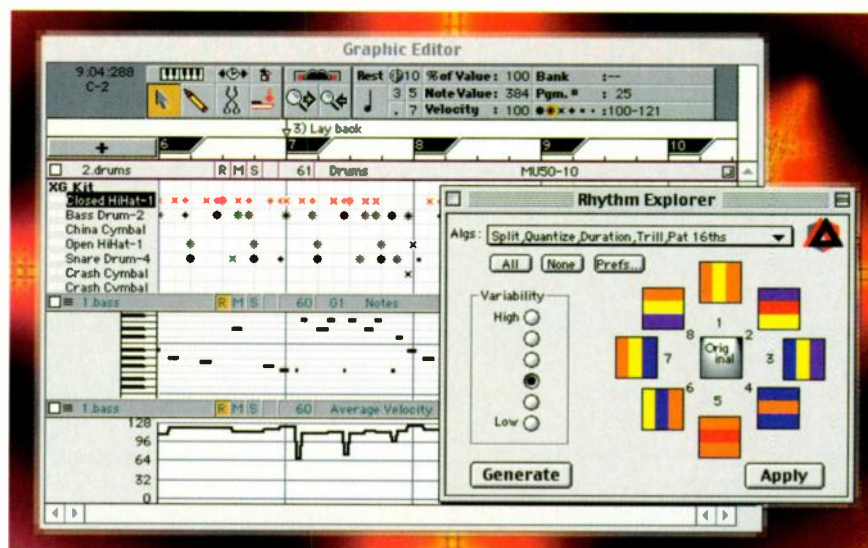 Graphic Editor
9:04:288
C-2
Rest 10 % of Value : 100 Bank :--
3 5 Note Value : 384 Pgm. # : 25
. 7 Velocity : 100 :100-121
3) Lay back
+ 6 7 8 9 10
2.drums R M S 61 Drums MU50-10
XG Kit
Closed HiHat-1
Bass Drum-2
China Cymbal
Open HiHat-1
Snare Drum-4
Crash Cymbal
Crash Cymbal
1.bass R M S 60 G1 Notes
1.bass R M S 60 Average Velocity
128
96
64
32
0
Rhythm Explorer
Algs: Split,Quantize,Duration,Trill,Pat 16ths
All None Prefs...
Variability
High
Low
1
8 2
7 Orig inal 3
6 4
5
Generate Apply